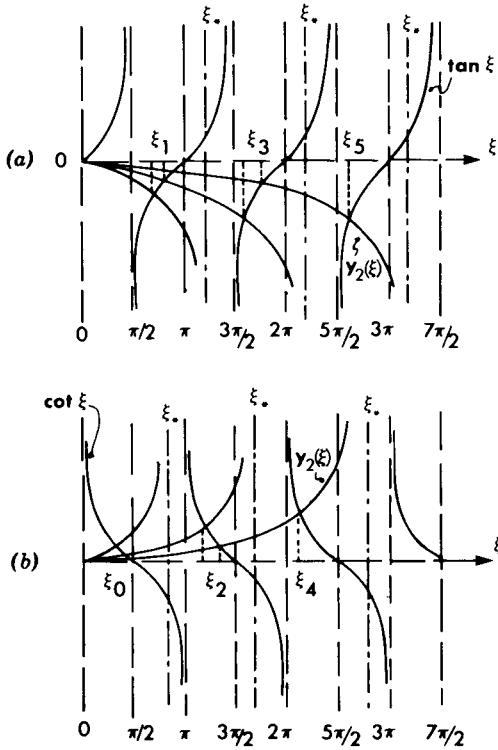 ξ* ξ* ξ*
tan ξ
ξ₁ ξ₃ ξ₅
(a) 0 ξ
ζ
y₂(ξ)
0 π/2 π 3π/2 2π 5π/2 3π 7π/2
cot ξ
ξ* ξ* ξ*
y₂(ξ)
(b) ξ
ξ₀ ξ₂ ξ₄
0 π/2 π 3π/2 2π 5π/2 3π 7π/2